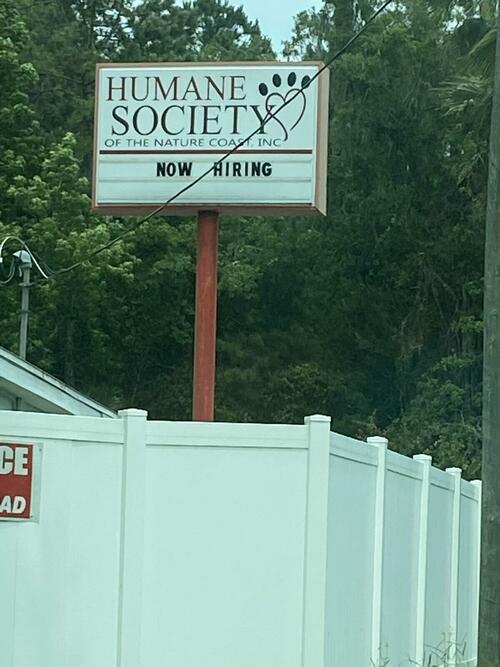 HUMANE
SOCIETY
OF THE NATURE COAST, INC
NOW HIRING
CE
AD